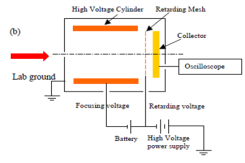 High Voltage Cylinder
Retarding Mesh
(b)
Collector
Oscilloscope
Lab ground
Focusing voltage
Retarding voltage
Battery
High Voltage
power supply